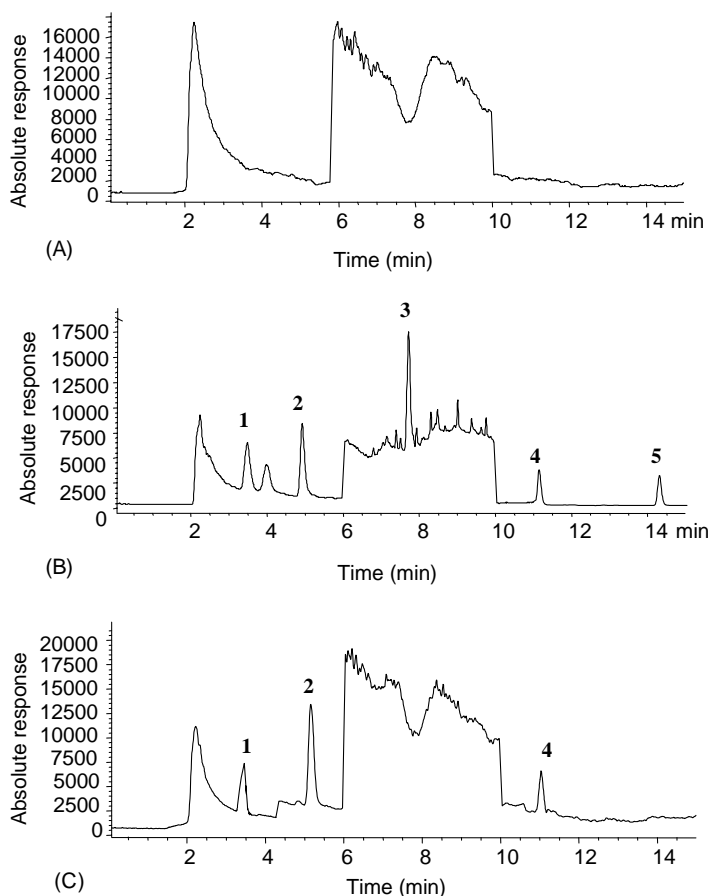 Absolute response
16000
14000
12000
10000
8000
6000
4000
2000
0
2 4 6 8 10 12 14 min
(A)
Time (min)
3
17500
15000
12500
10000
7500
5000
2500
0
Absolute response
1 2 4 5
2 4 6 8 10 12 14 min
(B)
Time (min)
20000
17500
15000
12500
10000
7500
5000
2500
0
Absolute response
2
1 4
2 4 6 8 10 12 14
(C)
Time (min)